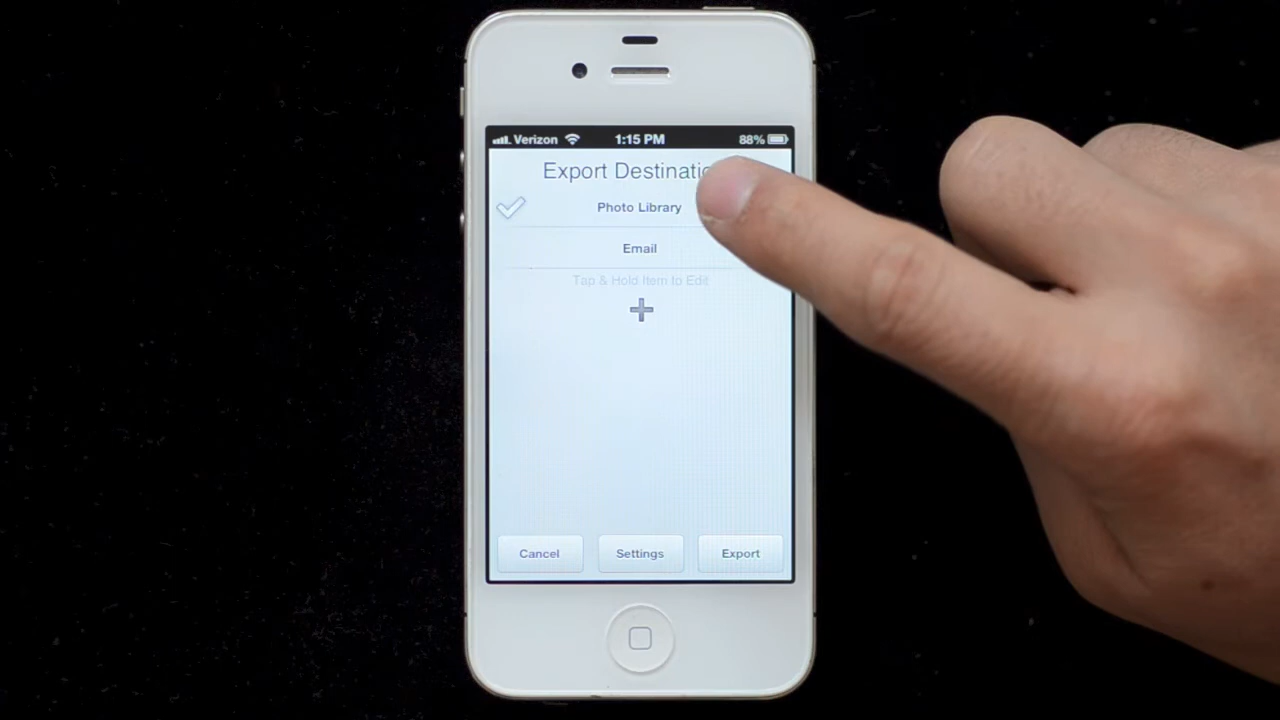 Verizon 1:15 PM 88%
Export Destinatio
Photo Library
Email
Tap & Hold Item to Edit
Cancel Settings Export